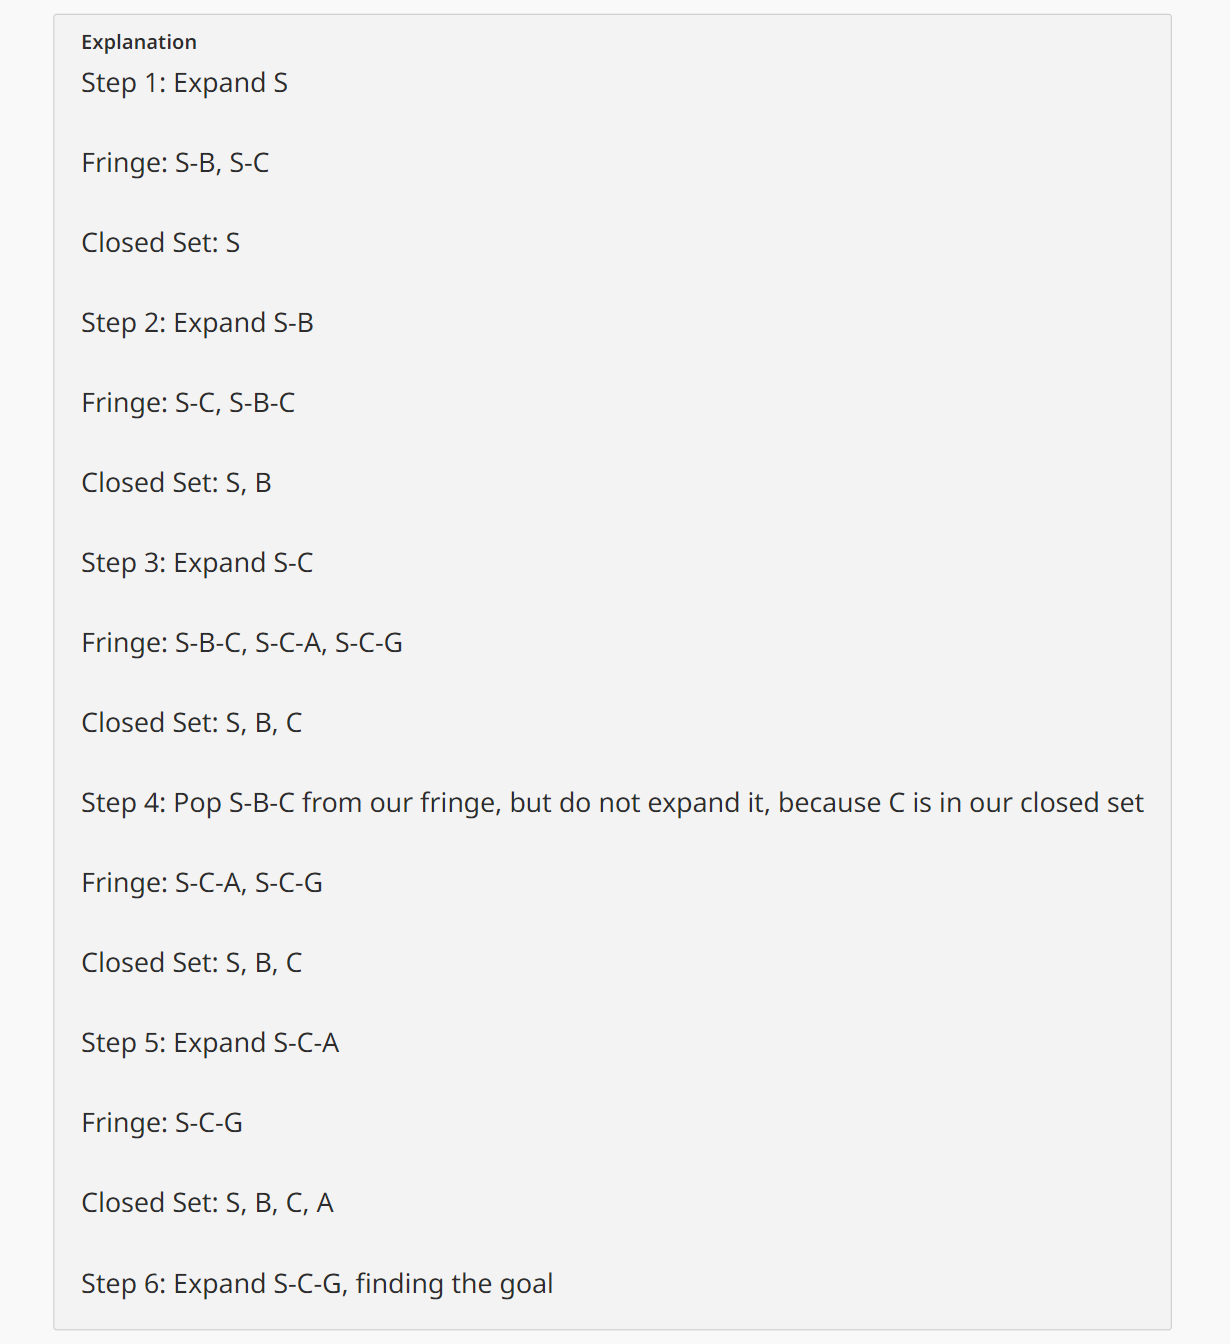 Explanation
Step 1: Expand S
Fringe: S-B, S-C
Closed Set: S
Step 2: Expand S-B
Fringe: S-C, S-B-C
Closed Set: S, B
Step 3: Expand S-C
Fringe: S-B-C, S-C-A, S-C-G
Closed Set: S, B, C
Step 4: Pop S-B-C from our fringe, but do not expand it, because C is in our closed set
Fringe: S-C-A, S-C-G
Closed Set: S, B, C
Step 5: Expand S-C-A
Fringe: S-C-G
Closed Set: S, B, C, A
Step 6: Expand S-C-G, finding the goal